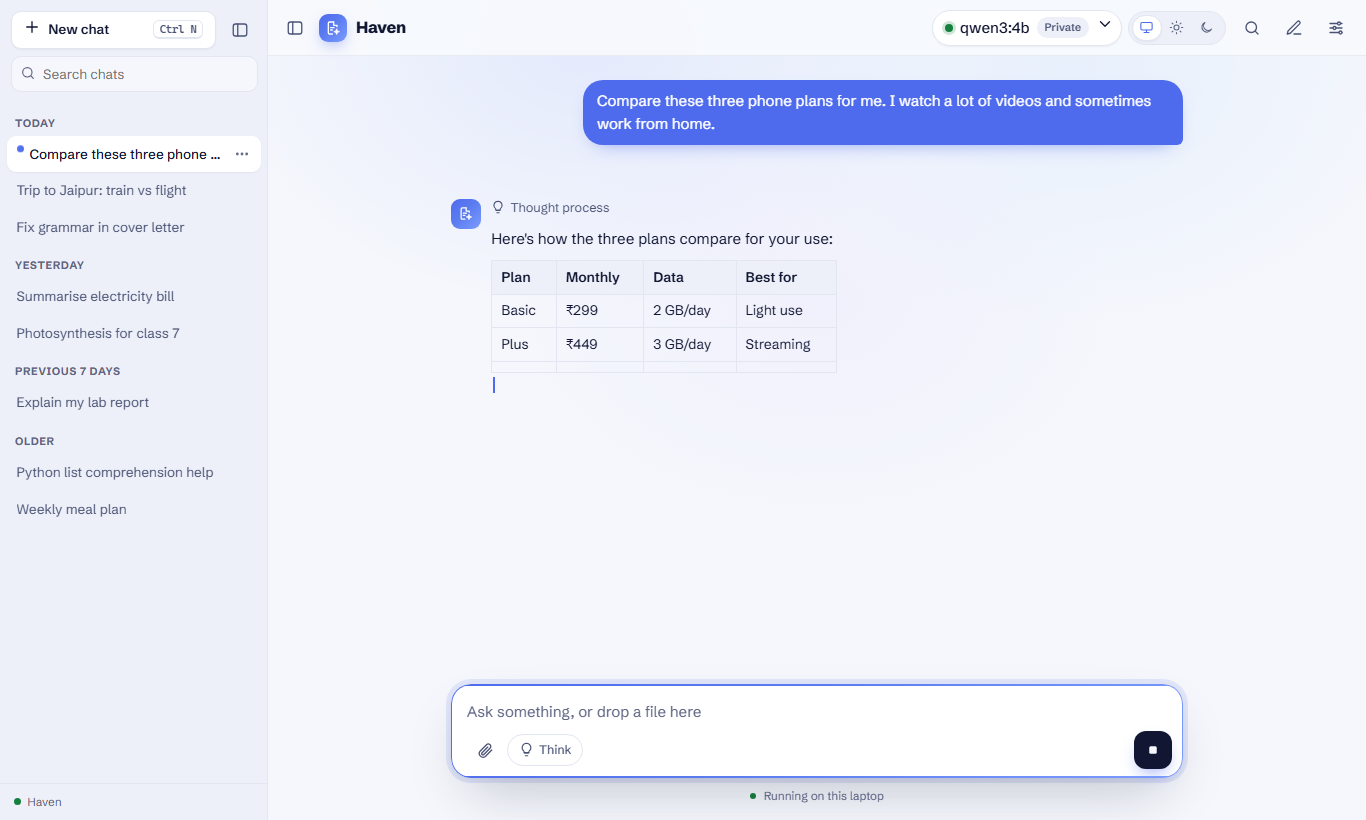 New chat
Ctrl N
Search chats
TODAY
Compare these three phone ...
Trip to Jaipur: train vs flight
Fix grammar in cover letter
YESTERDAY
Summarise electricity bill
Photosynthesis for class 7
PREVIOUS 7 DAYS
Explain my lab report
OLDER
Python list comprehension help
Weekly meal plan
Haven
Haven
qwen3:4b Private
Compare these three phone plans for me. I watch a lot of videos and sometimes
work from home.
Thought process
Here's how the three plans compare for your use:
Plan Monthly Data Best for
Basic ₹299 2 GB/day Light use
Plus ₹449 3 GB/day Streaming
Ask something, or drop a file here
Think
Running on this laptop